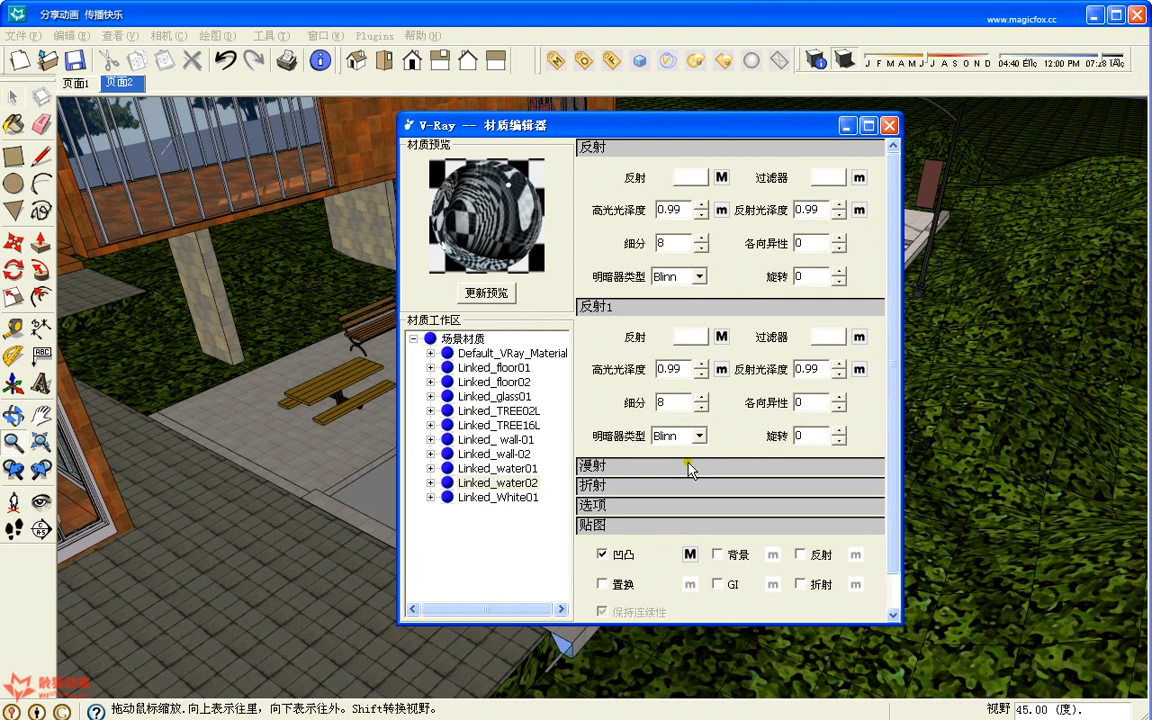 分享动画 传播快乐
www.magicfox.cc
文件(F) 编辑(E) 查看(V) 相机(C) 绘图(D) 工具(T) 窗口(W) Plugins 帮助(H)
J F M A M J J A S O N D 12:00 PM
页面1 页面2
V-Ray -- 材质编辑器
材质预览
更新预览
材质工作区
场景材质
Default_VRay_Material
Linked_floor01
Linked_floor02
Linked_glass01
Linked_TREE02L
Linked_TREE16L
Linked_ wall-01
Linked_wall-02
Linked_water01
Linked_water02
Linked_White01
反射
反射 M 过滤器 m
高光光泽度 0.99 m 反射光泽度 0.99 m
细分 8 各向异性 0
明暗器类型 Blinn 旋转 0
反射1
反射 M 过滤器 m
高光光泽度 0.99 m 反射光泽度 0.99 m
细分 8 各向异性 0
明暗器类型 Blinn 旋转 0
漫射
折射
选项
贴图
凹凸 M 背景 m 反射 m
置换 m GI m 折射 m
保持连续性
ABC
拖动鼠标缩放.向上表示往里，向下表示往外。Shift转换视野。
视野 45.00 (度).